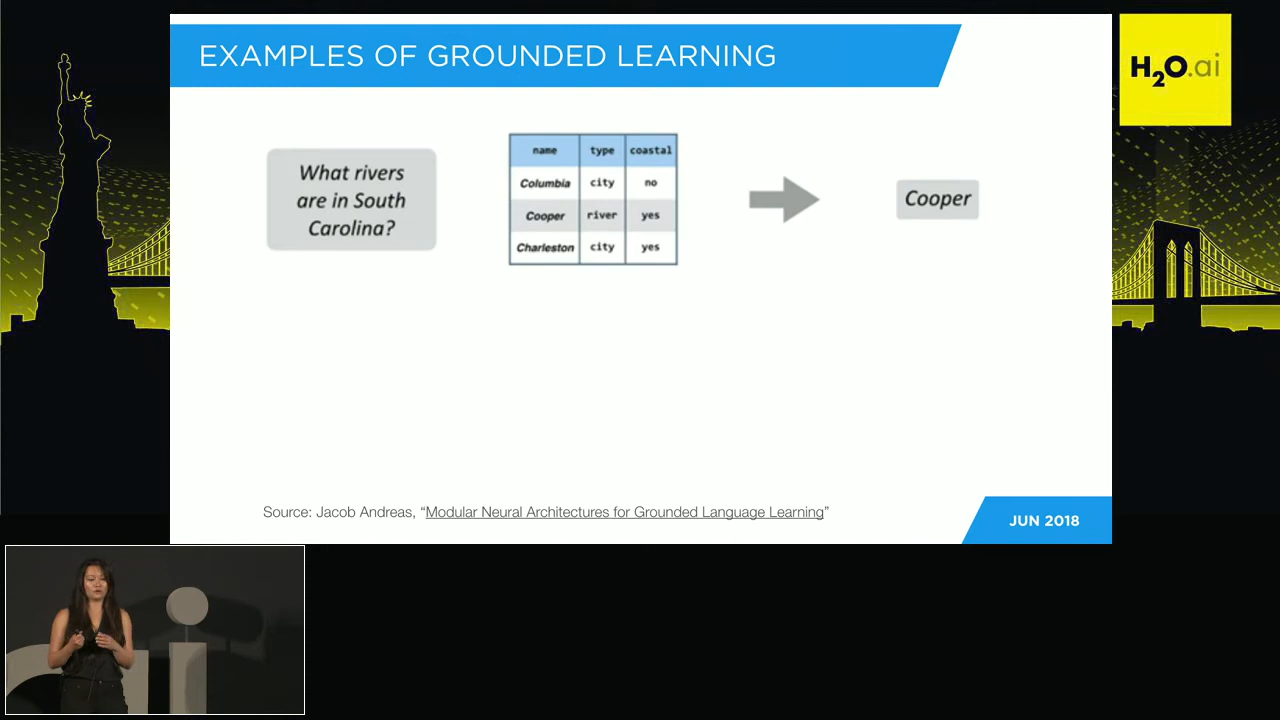 EXAMPLES OF GROUNDED LEARNING
H2O.ai
What rivers
are in South
Carolina?
name type coastal
Columbia city no
Cooper river yes
Charleston city yes
Cooper
Source: Jacob Andreas, “Modular Neural Architectures for Grounded Language Learning”
JUN 2018
ai